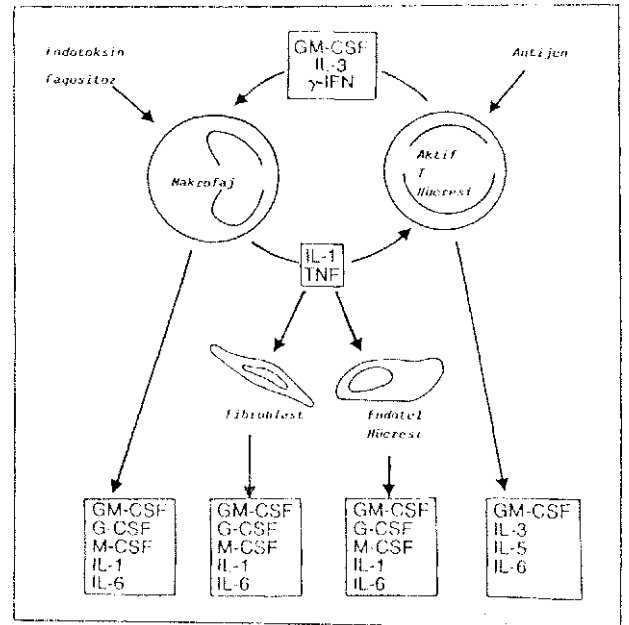 Endotoksin
Fagositoz
GM-CSF
IL-3
γ-IFN
Antijen
Makrofaj
Aktif
T
Hücresi
IL-1
TNF
Fibroblast
Endotel
Hücresi
GM-CSF
G-CSF
M-CSF
IL-1
IL-6
GM-CSF
G-CSF
M-CSF
IL-1
IL-6
GM-CSF
G-CSF
M-CSF
IL-1
IL-6
GM-CSF
IL-3
IL-5
IL-6